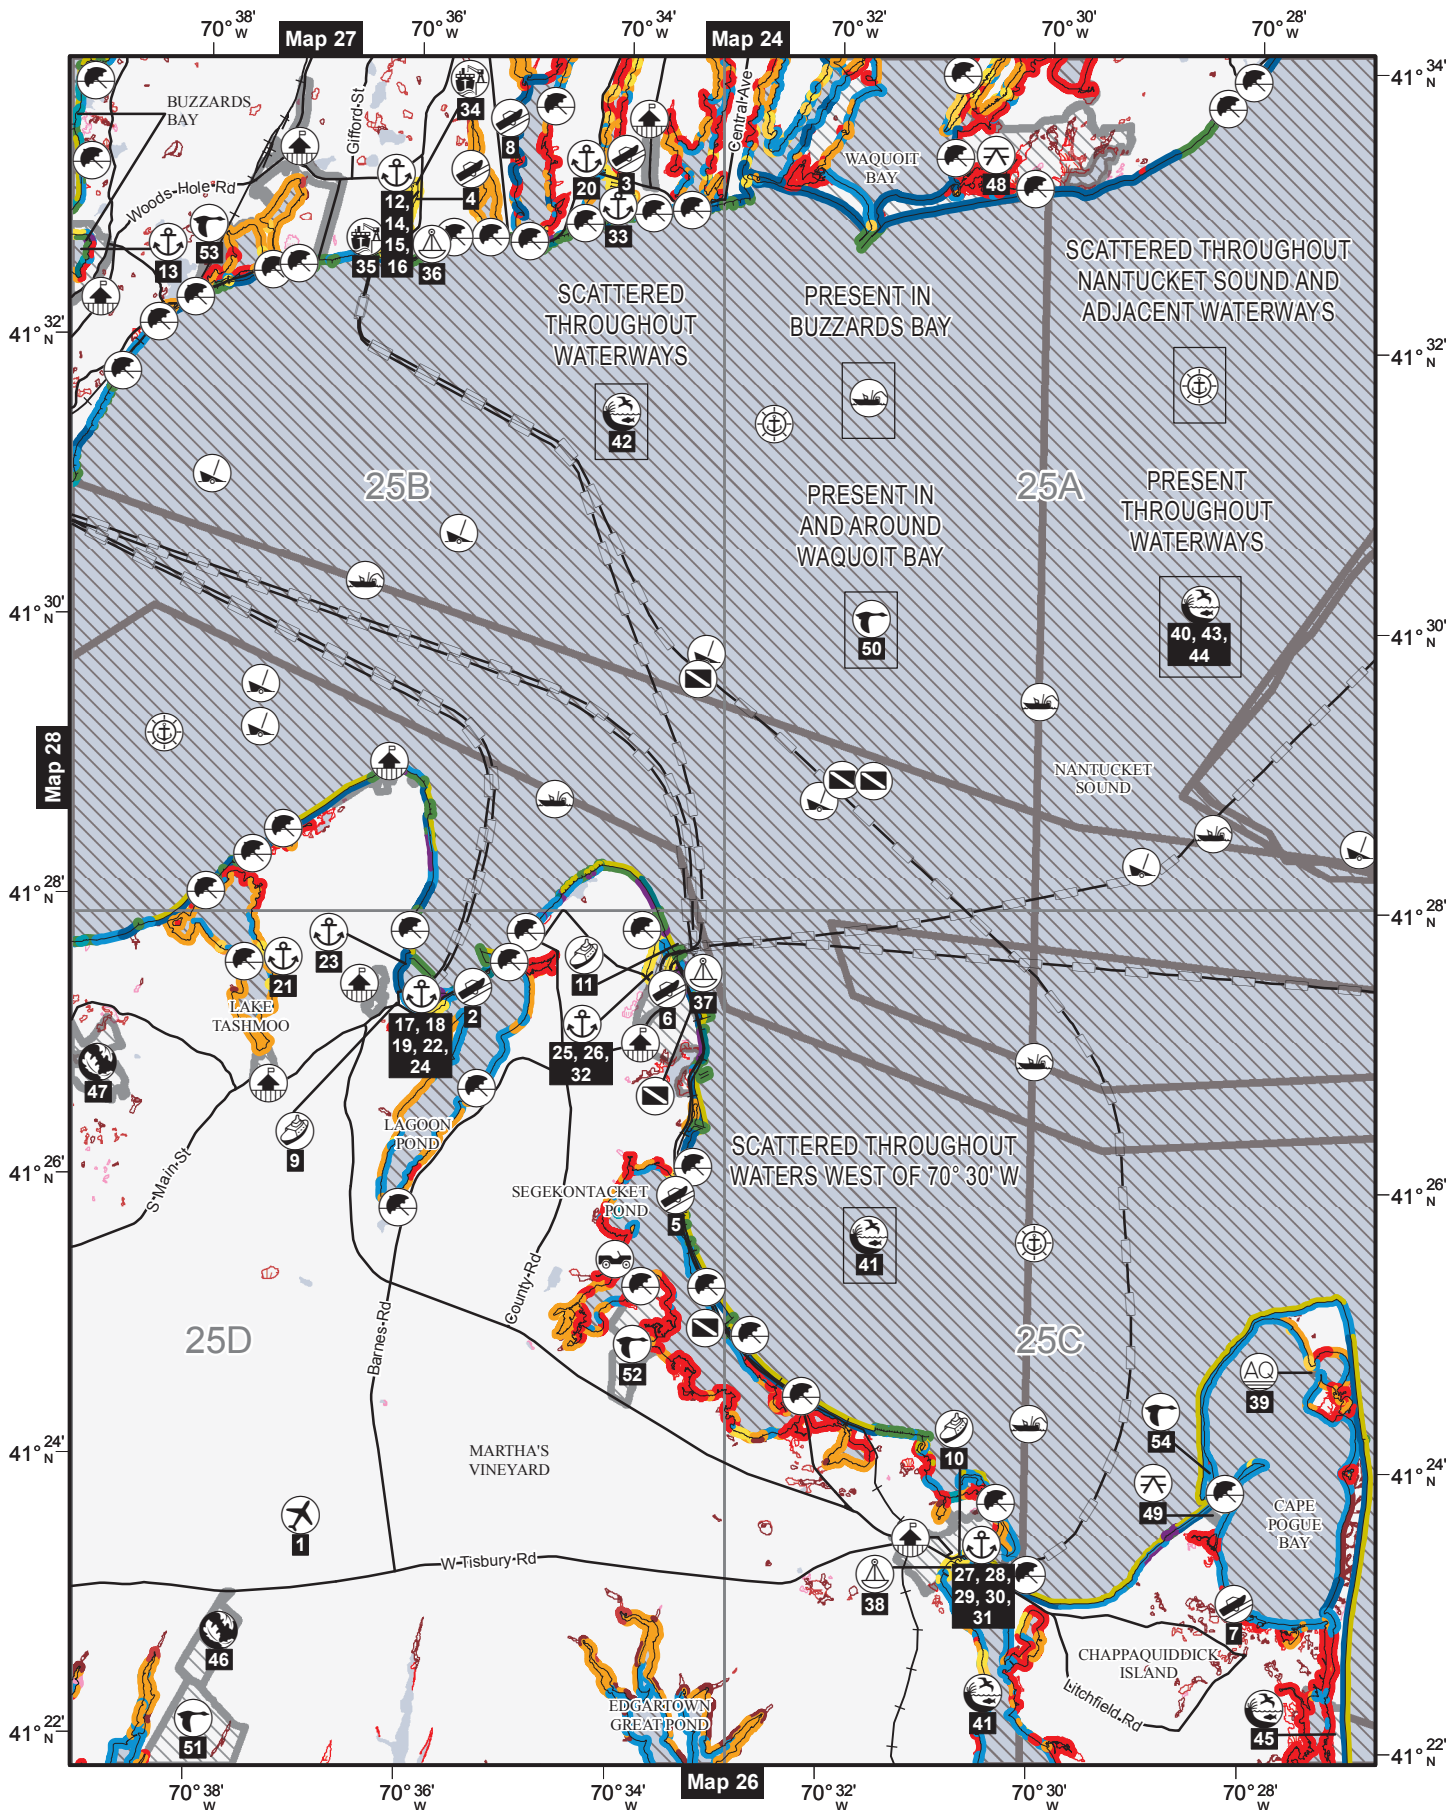 70°38'
W
70°36'
W
70°34'
W
70°32'
W
70°30'
W
70°28'
W
Map 27
Map 24
41°34'
N
BUZZARDS
BAY
Gifford St
Central Ave
Woods Hole Rd
WAQUOIT
BAY
34
8
20
3
48
12,
14,
15,
16
4
33
53
13
35
36
SCATTERED
THROUGHOUT
WATERWAYS
42
PRESENT IN
BUZZARDS BAY
SCATTERED THROUGHOUT
NANTUCKET SOUND AND
ADJACENT WATERWAYS
41°32'
N
41°32'
N
25B
25A
PRESENT IN
AND AROUND
WAQUOIT BAY
50
PRESENT
THROUGHOUT
WATERWAYS
40, 43,
44
41°30'
N
41°30'
N
Map 28
NANTUCKET
SOUND
41°28'
N
41°28'
N
23
21
11
37
2
6
LAKE
TASHMOO
17, 18
19, 22,
24
25, 26,
32
47
9
LAGOON
POND
S Main St
SCATTERED THROUGHOUT
WATERS WEST OF 70° 30' W
41
41°26'
N
41°26'
N
SEGEKONTACKET
POND
5
County Rd
Barnes Rd
25D
25C
52
AQ
39
41°24'
N
41°24'
N
MARTHA'S
VINEYARD
10
54
49
CAPE
POGUE
BAY
1
W Tisbury Rd
38
27, 28,
29, 30,
31
7
46
CHAPPAQUIDDICK
ISLAND
Litchfield Rd
EDGARTOWN
GREAT POND
51
41
45
41°22'
N
41°22'
N
Map 26
70°38'
W
70°36'
W
70°34'
W
70°32'
W
70°30'
W
70°28'
W